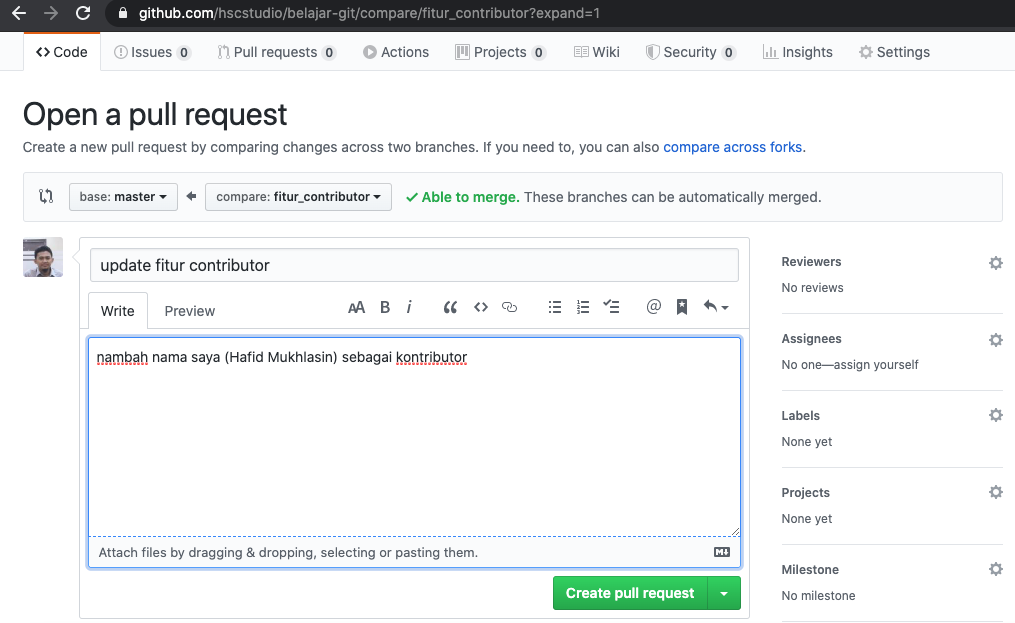 github.com/hscstudio/belajar-git/compare/fitur_contributor?expand=1
Code Issues 0 Pull requests 0 Actions Projects 0 Wiki Security 0 Insights Settings
Open a pull request
Create a new pull request by comparing changes across two branches. If you need to, you can also compare across forks.
base: master compare: fitur_contributor Able to merge. These branches can be automatically merged.
update fitur contributor
Write Preview AA B i
nambah nama saya (Hafid Mukhlasin) sebagai kontributor
Attach files by dragging & dropping, selecting or pasting them.
Create pull request
Reviewers
No reviews
Assignees
No one—assign yourself
Labels
None yet
Projects
None yet
Milestone
No milestone